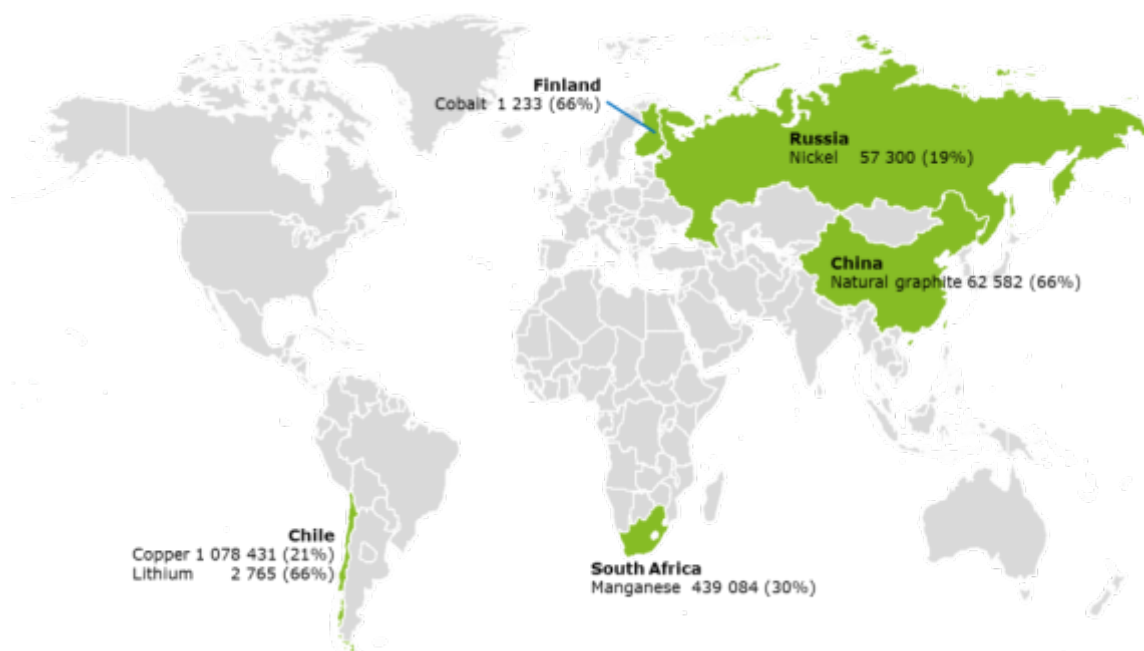 Finland
Cobalt 1 233 (66%)
Russia
Nickel 57 300 (19%)
China
Natural graphite 62 582 (66%)
Chile
Copper 1 078 431 (21%)
Lithium 2 765 (66%)
South Africa
Manganese 439 084 (30%)